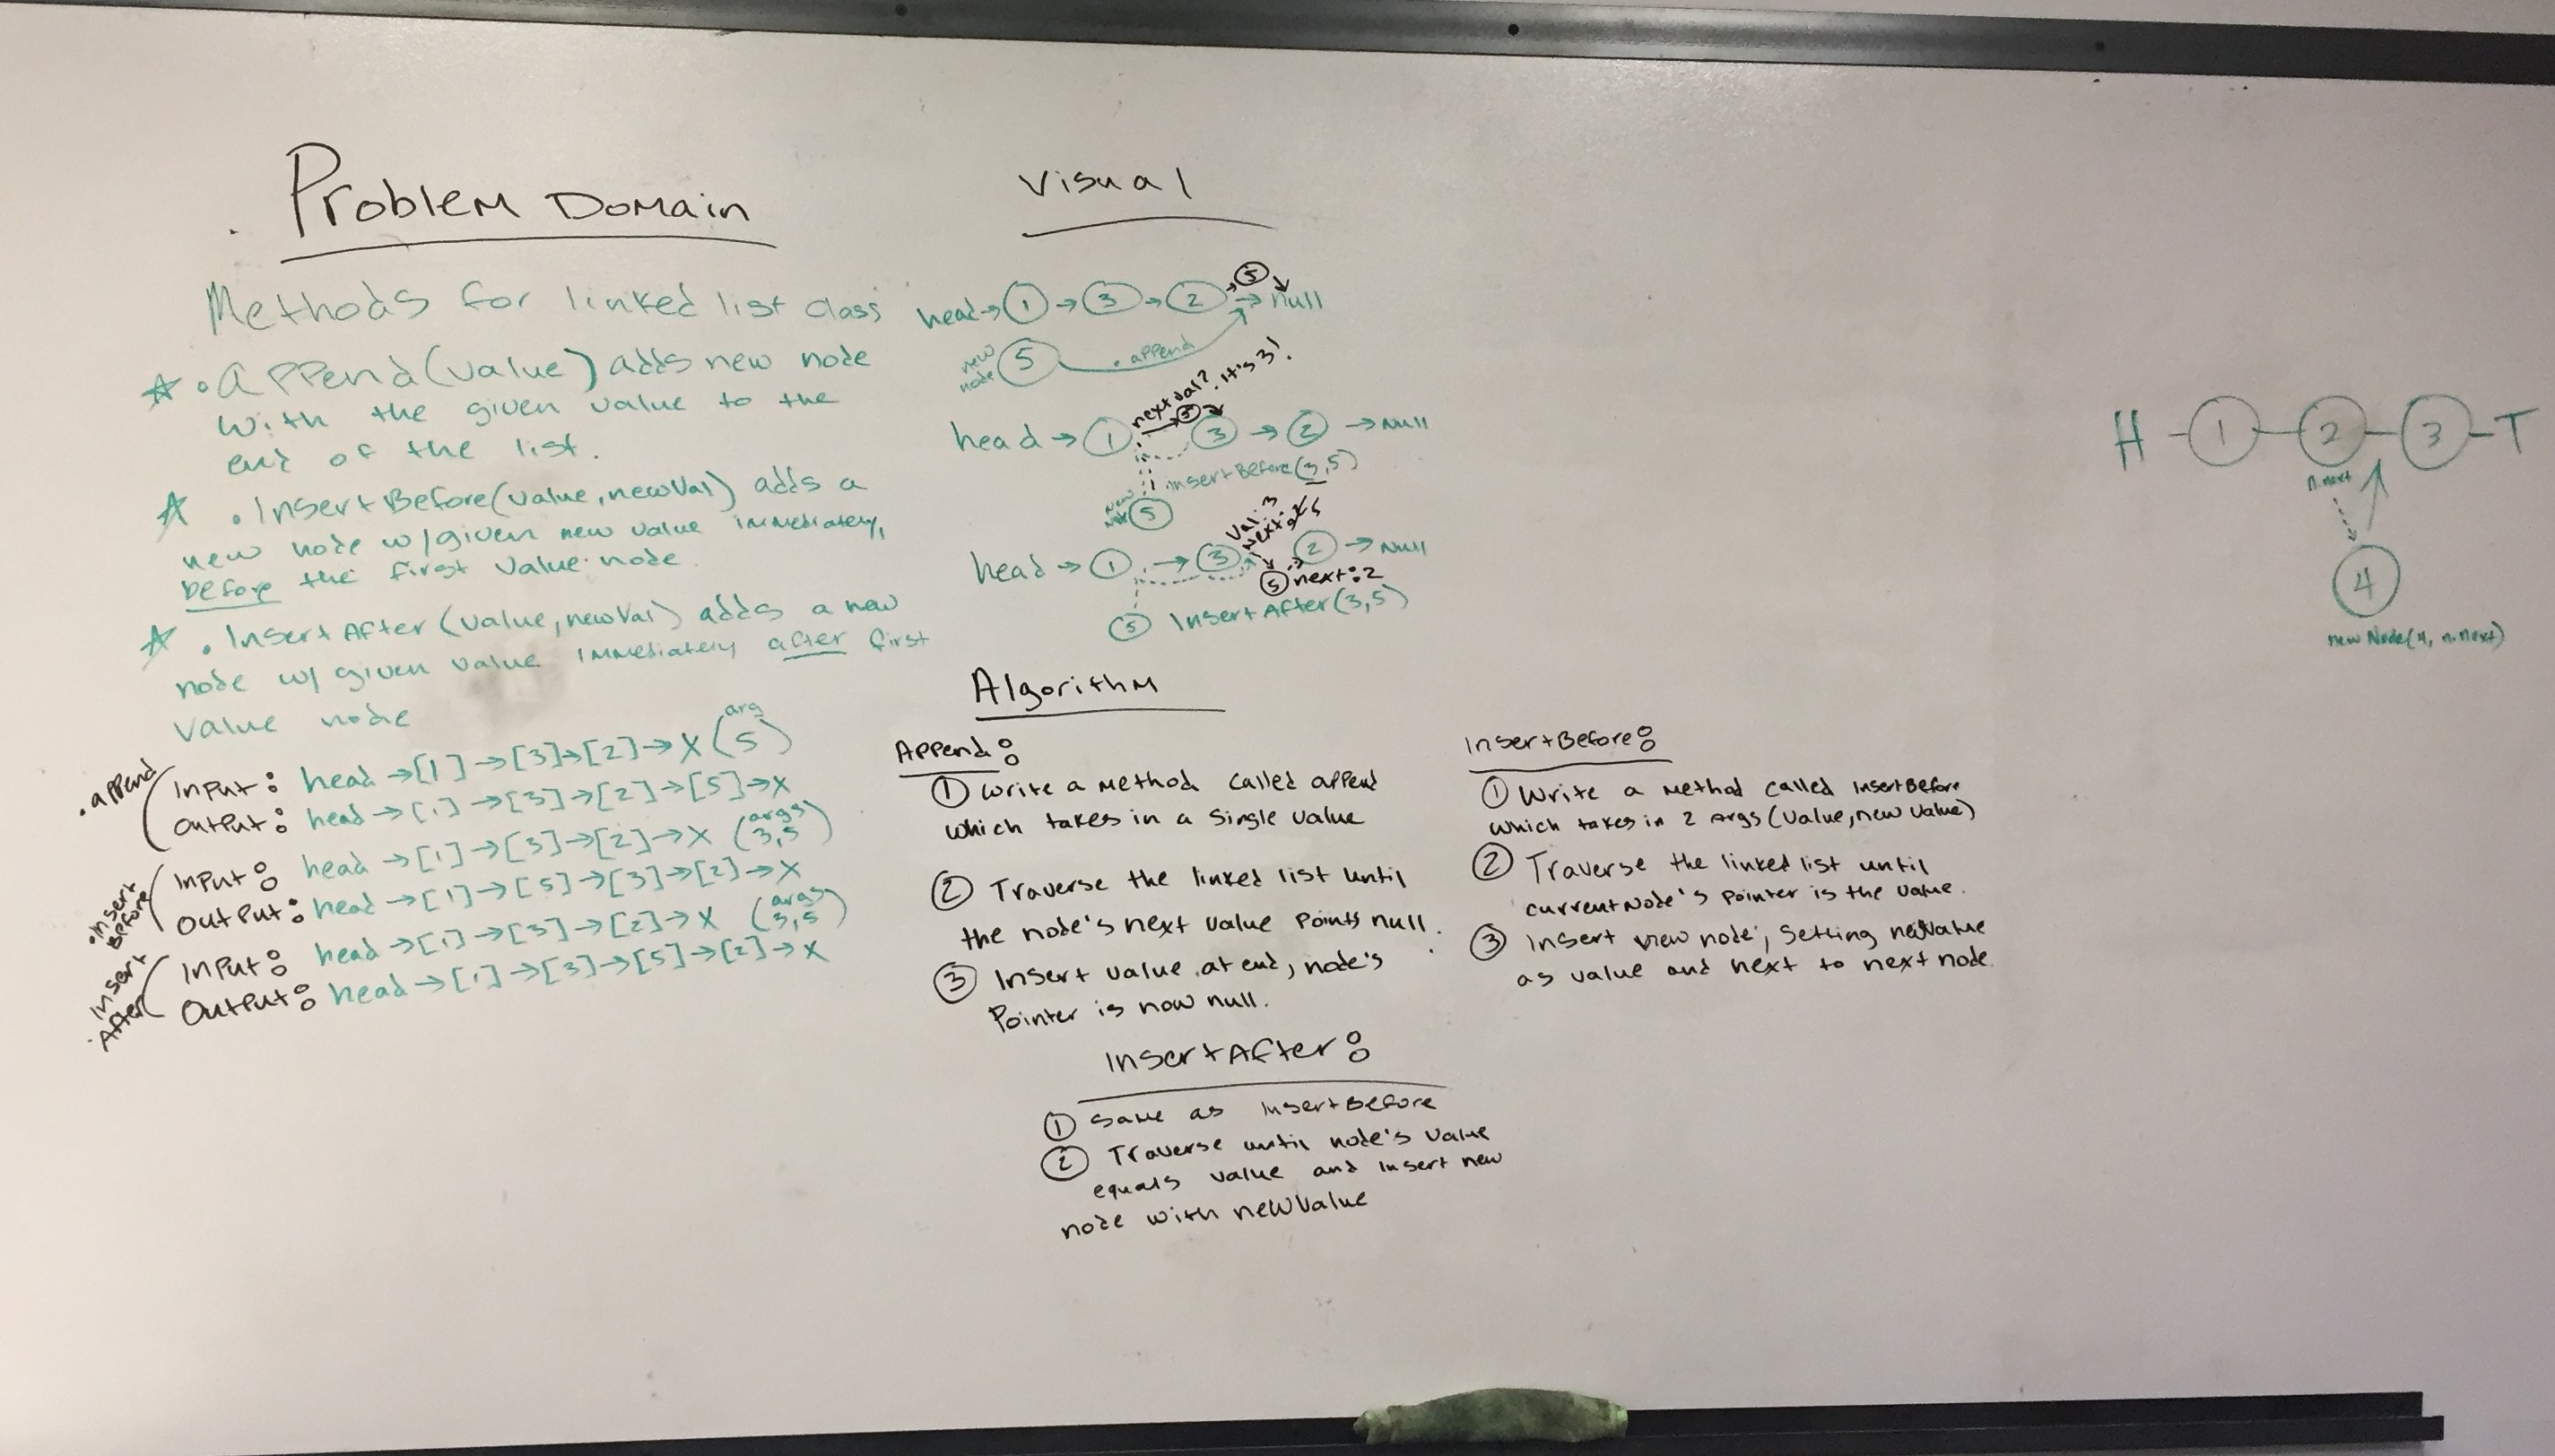 Problem Domain
Methods for linked list class
☆ .append(value) adds new node
with the given value to the
end of the list.
☆ .InsertBefore(value, newVal) adds a
new node w/given new value immediately,
before the first value node
☆ .InsertAfter(value, newVal) adds a new
node w/ given value immediately after first
value node
.append
Input: head → [1] → [3] → [2] → X (5)
arg
Output: head → [1] → [3] → [2] → [5] → X
.insert Before
Input: head → [1] → [3] → [2] → X (3,5)
args
Output: head → [1] → [5] → [3] → [2] → X
.Insert After
Input: head → [1] → [3] → [2] → X (3,5)
args
Output: head → [1] → [3] → [5] → [2] → X
Visual
head → 1 → 3 → 2 → null
5
new node 5 .append
next val? .It's 3!
head → 1 5 3 → 2 → Null
insertBefore(3,5)
new 5
val:3
next: 5
head → 1 → 3 2 → Null
5 next:2
5 InsertAfter(3,5)
Algorithm
Append:
① Write a method called append
which takes in a single value
② Traverse the linked list until
the node's next value points null.
③ Insert value at end, node's
Pointer is now null.
InsertBefore:
① Write a method called insertBefore
which takes in 2 args (value, new value)
② Traverse the linked list until
currentNode's pointer is the value.
③ Insert new node, setting newValue
as value and next to next node.
InsertAfter:
① Same as insertBefore
② Traverse until node's value
equals value and insert new
node with newValue
H - 1 - 2 - 3 - T
n.next
4
new Node(4, n.next)